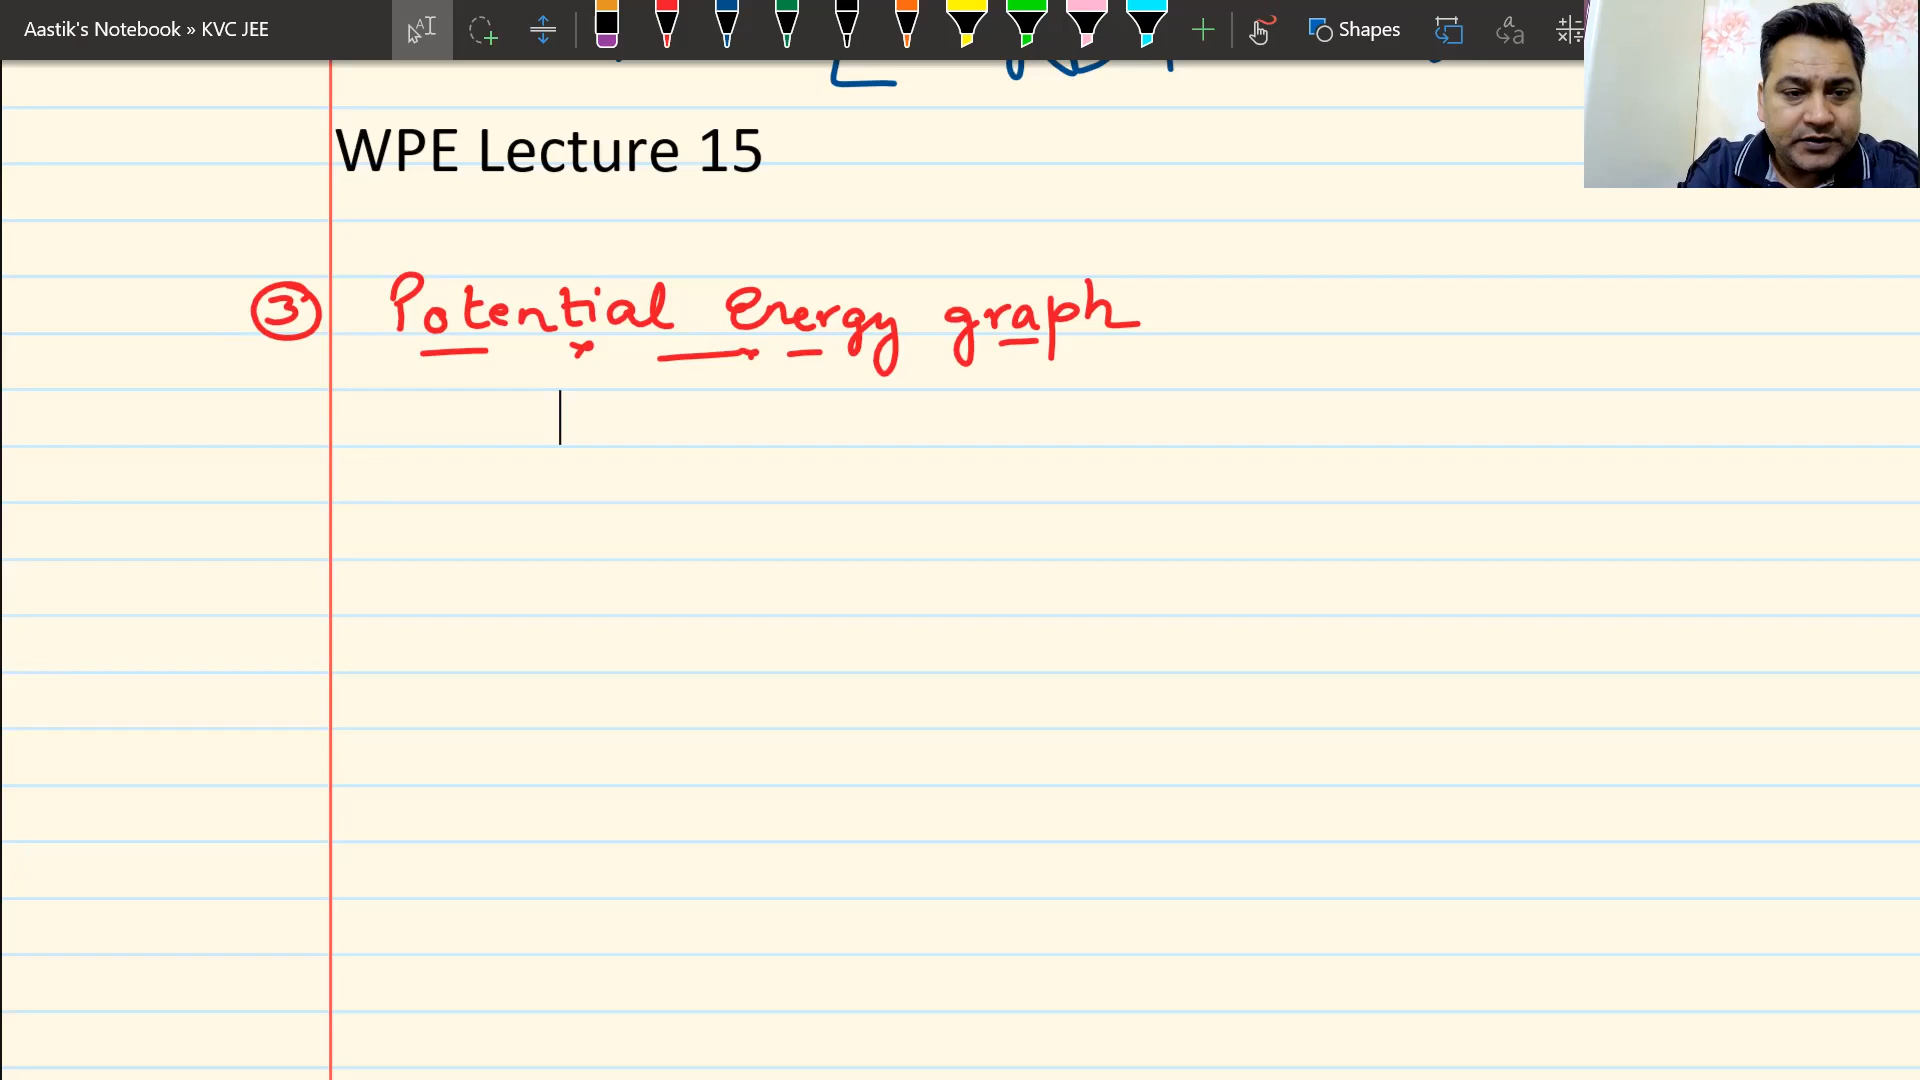 Aastik's Notebook » KVC JEE
Shapes
WPE Lecture 15
3 Potential Energy graph